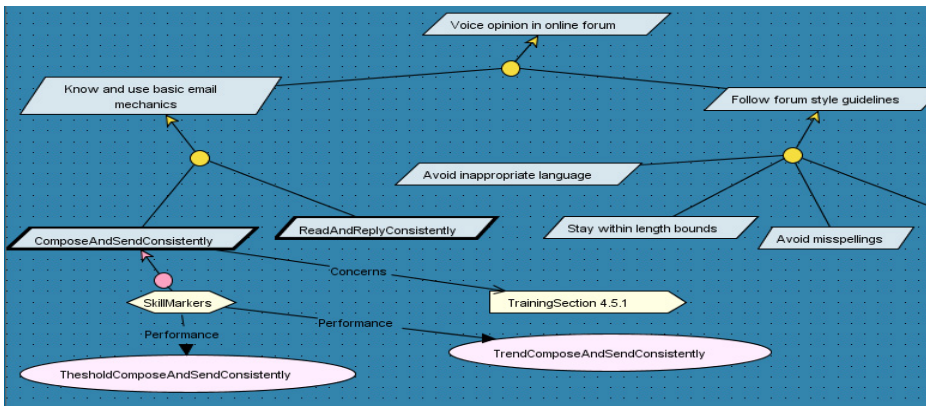 Voice opinion in online forum
Know and use basic email
mechanics
Follow forum style guidelines
Avoid inappropriate language
ComposeAndSendConsistently
ReadAndReplyConsistently
Stay within length bounds
Avoid misspellings
Concerns
SkillMarkers
TrainingSection 4.5.1
Performance
Performance
TrendComposeAndSendConsistently
ThesholdComposeAndSendConsistently